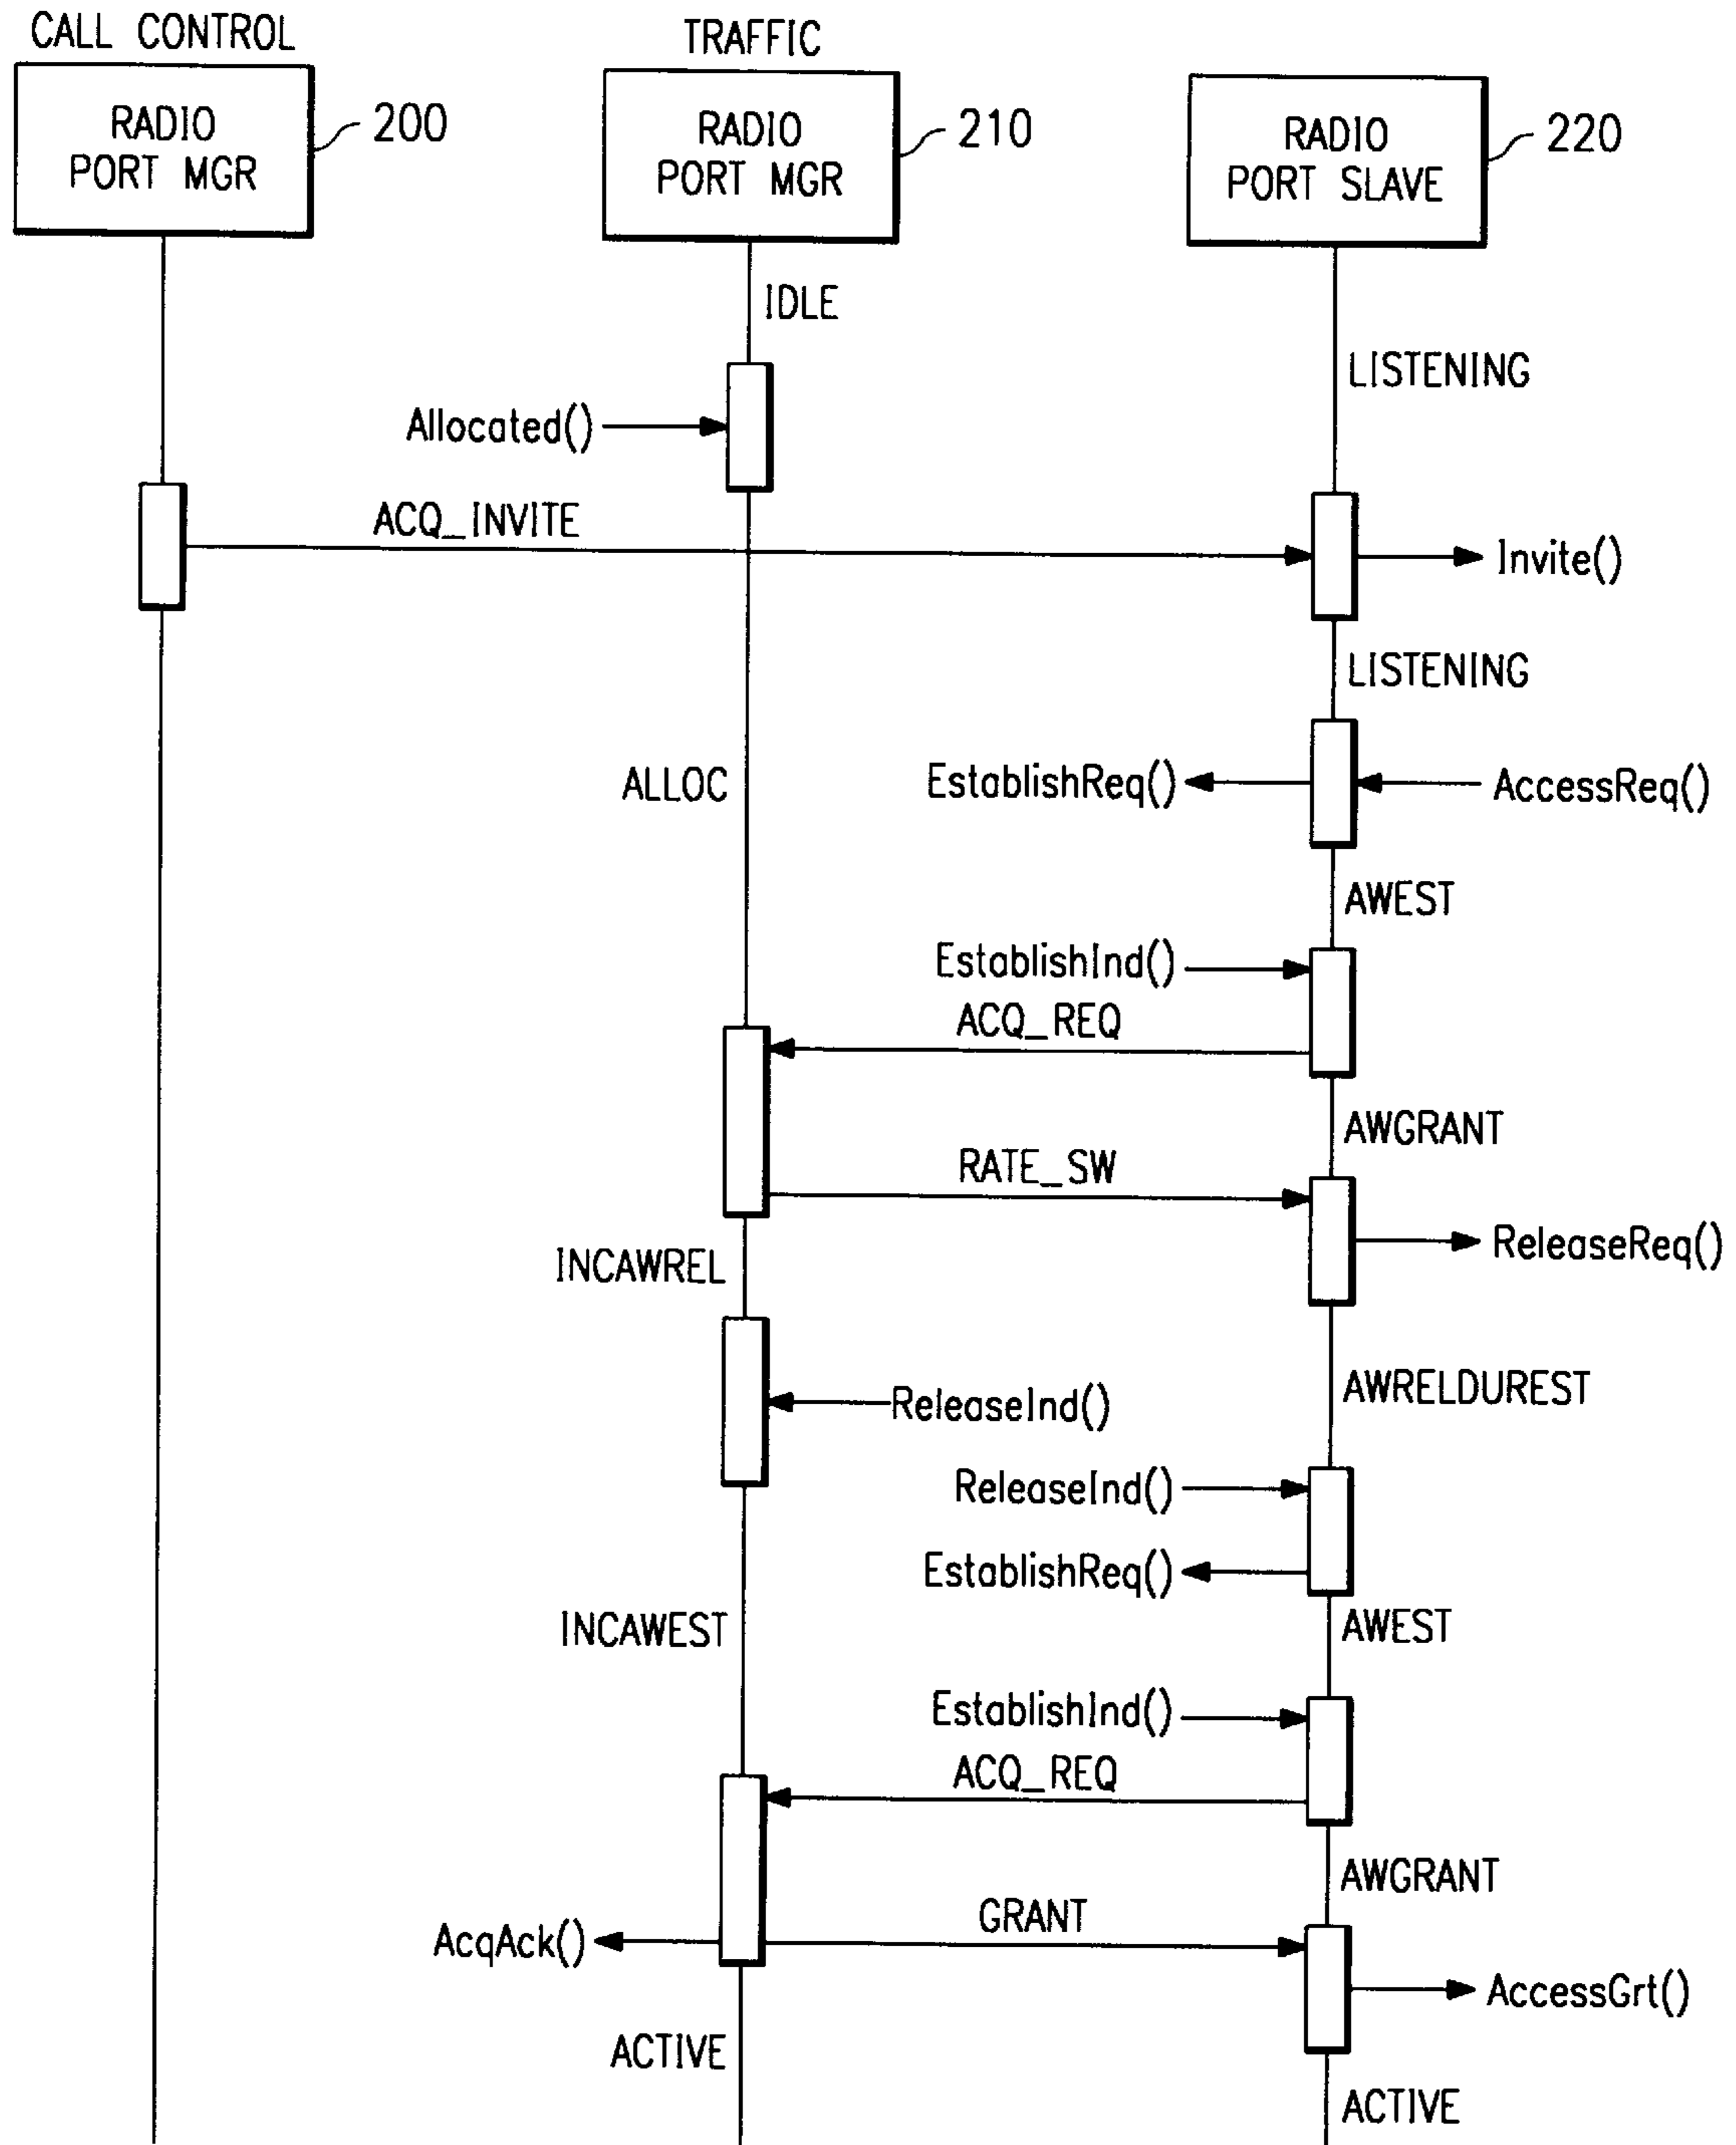 CALL CONTROL
TRAFFIC
RADIO
PORT MGR
200
RADIO
PORT MGR
210
RADIO
PORT SLAVE
220
IDLE
LISTENING
Allocated()
ACQ_INVITE
Invite()
LISTENING
ALLOC
EstablishReq()
AccessReq()
AWEST
EstablishInd()
ACQ_REQ
AWGRANT
RATE_SW
ReleaseReq()
INCAWREL
AWRELDUREST
ReleaseInd()
ReleaseInd()
EstablishReq()
INCAWEST
AWEST
EstablishInd()
ACQ_REQ
AWGRANT
GRANT
AcqAck()
AccessGrt()
ACTIVE
ACTIVE